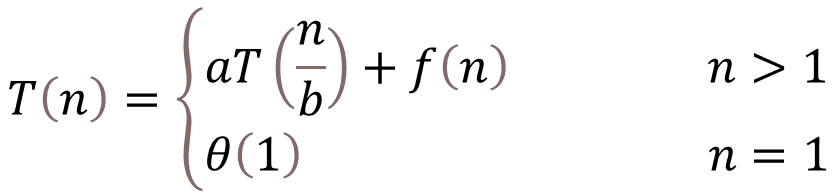 T(n) = { aT(n/b) + f(n)    n > 1
θ(1)    n = 1